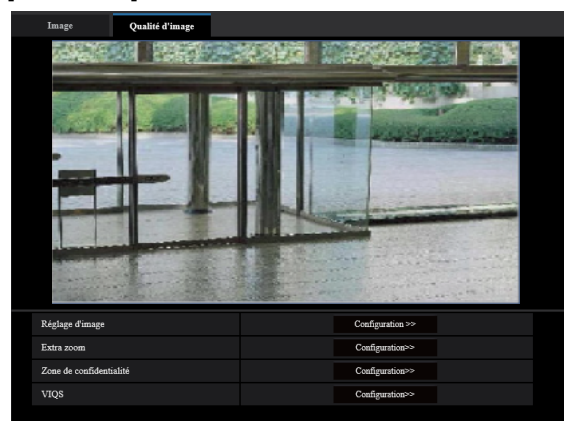 Image
Qualité d'image
Réglage d'image
Configuration >>
Extra zoom
Configuration>>
Zone de confidentialité
Configuration>>
VIQS
Configuration>>